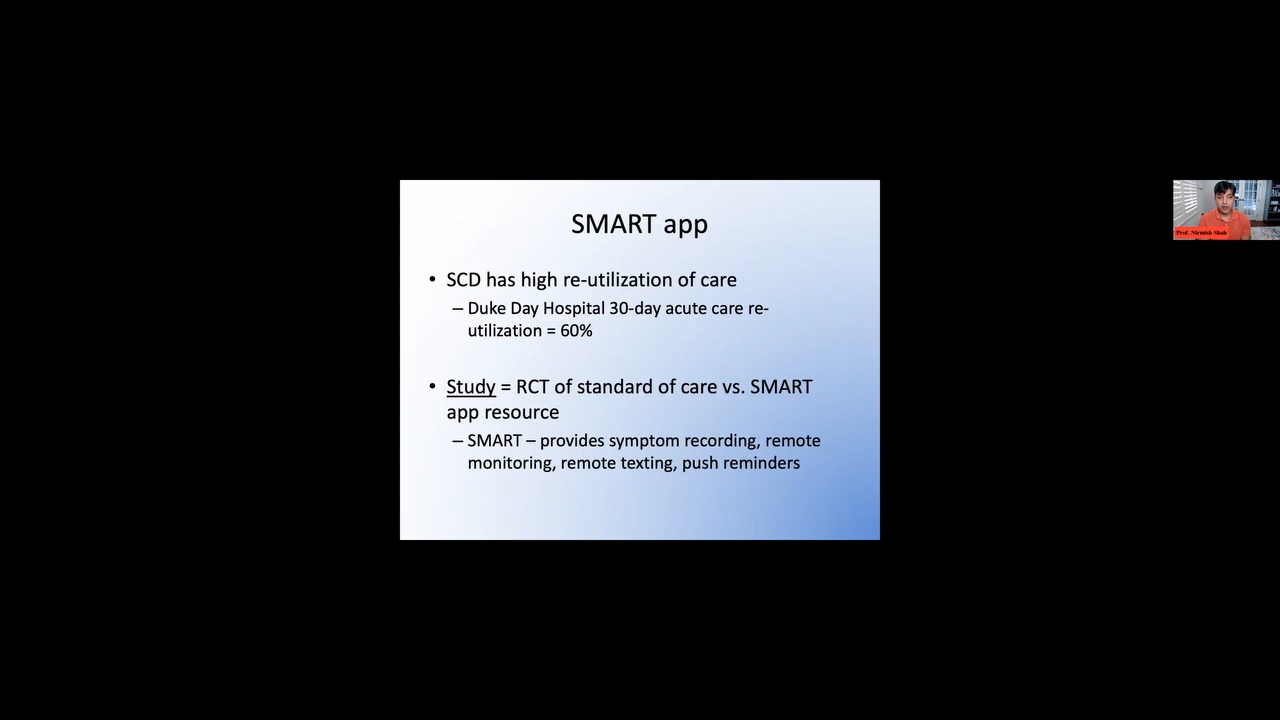 SMART app
• SCD has high re-utilization of care
– Duke Day Hospital 30-day acute care re-
utilization = 60%
• Study = RCT of standard of care vs. SMART
app resource
– SMART – provides symptom recording, remote
monitoring, remote texting, push reminders
Prof. Nirmish Shah